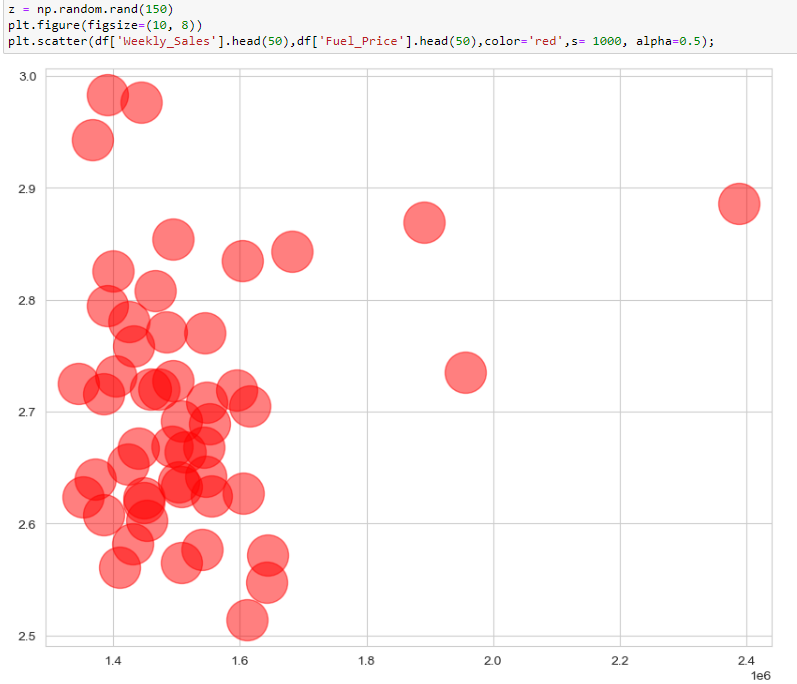 z = np.random.rand(150)
plt.figure(figsize=(10, 8))
plt.scatter(df['Weekly_Sales'].head(50),df['Fuel_Price'].head(50),color='red',s= 1000, alpha=0.5);
3.0
2.9
2.8
2.7
2.6
2.5
1.4 1.6 1.8 2.0 2.2 2.4
1e6